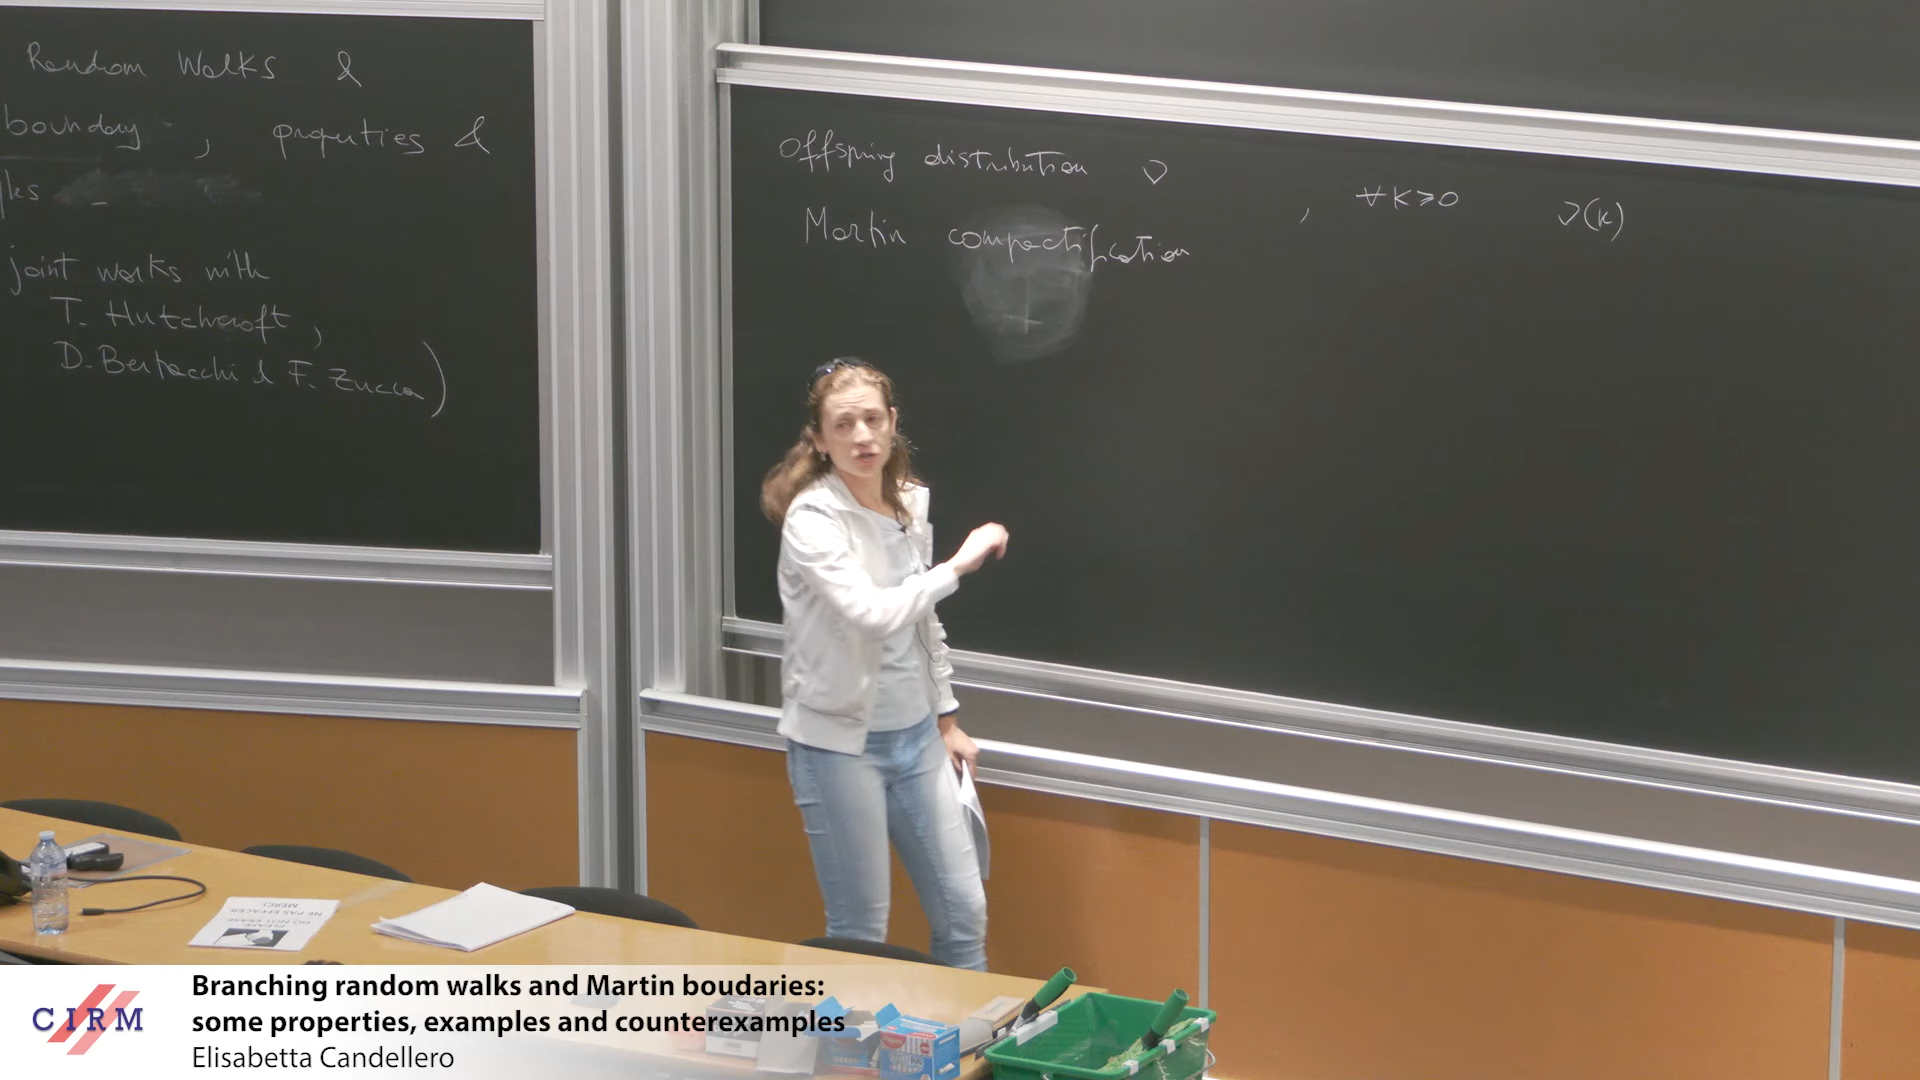 Random Walks &
boundary, properties &
ks
joint works with
T. Hutchcroft,
D. Bertacchi & F. Zucca)
Offspring distribution ν
, ∀ K ≥ 0 ν(K)
Martin compactification
PLEASE
DO NOT ERASE
NE PAS EFFACER
MERCI
CIRM
Branching random walks and Martin boudaries:
some properties, examples and counterexamples
Elisabetta Candellero